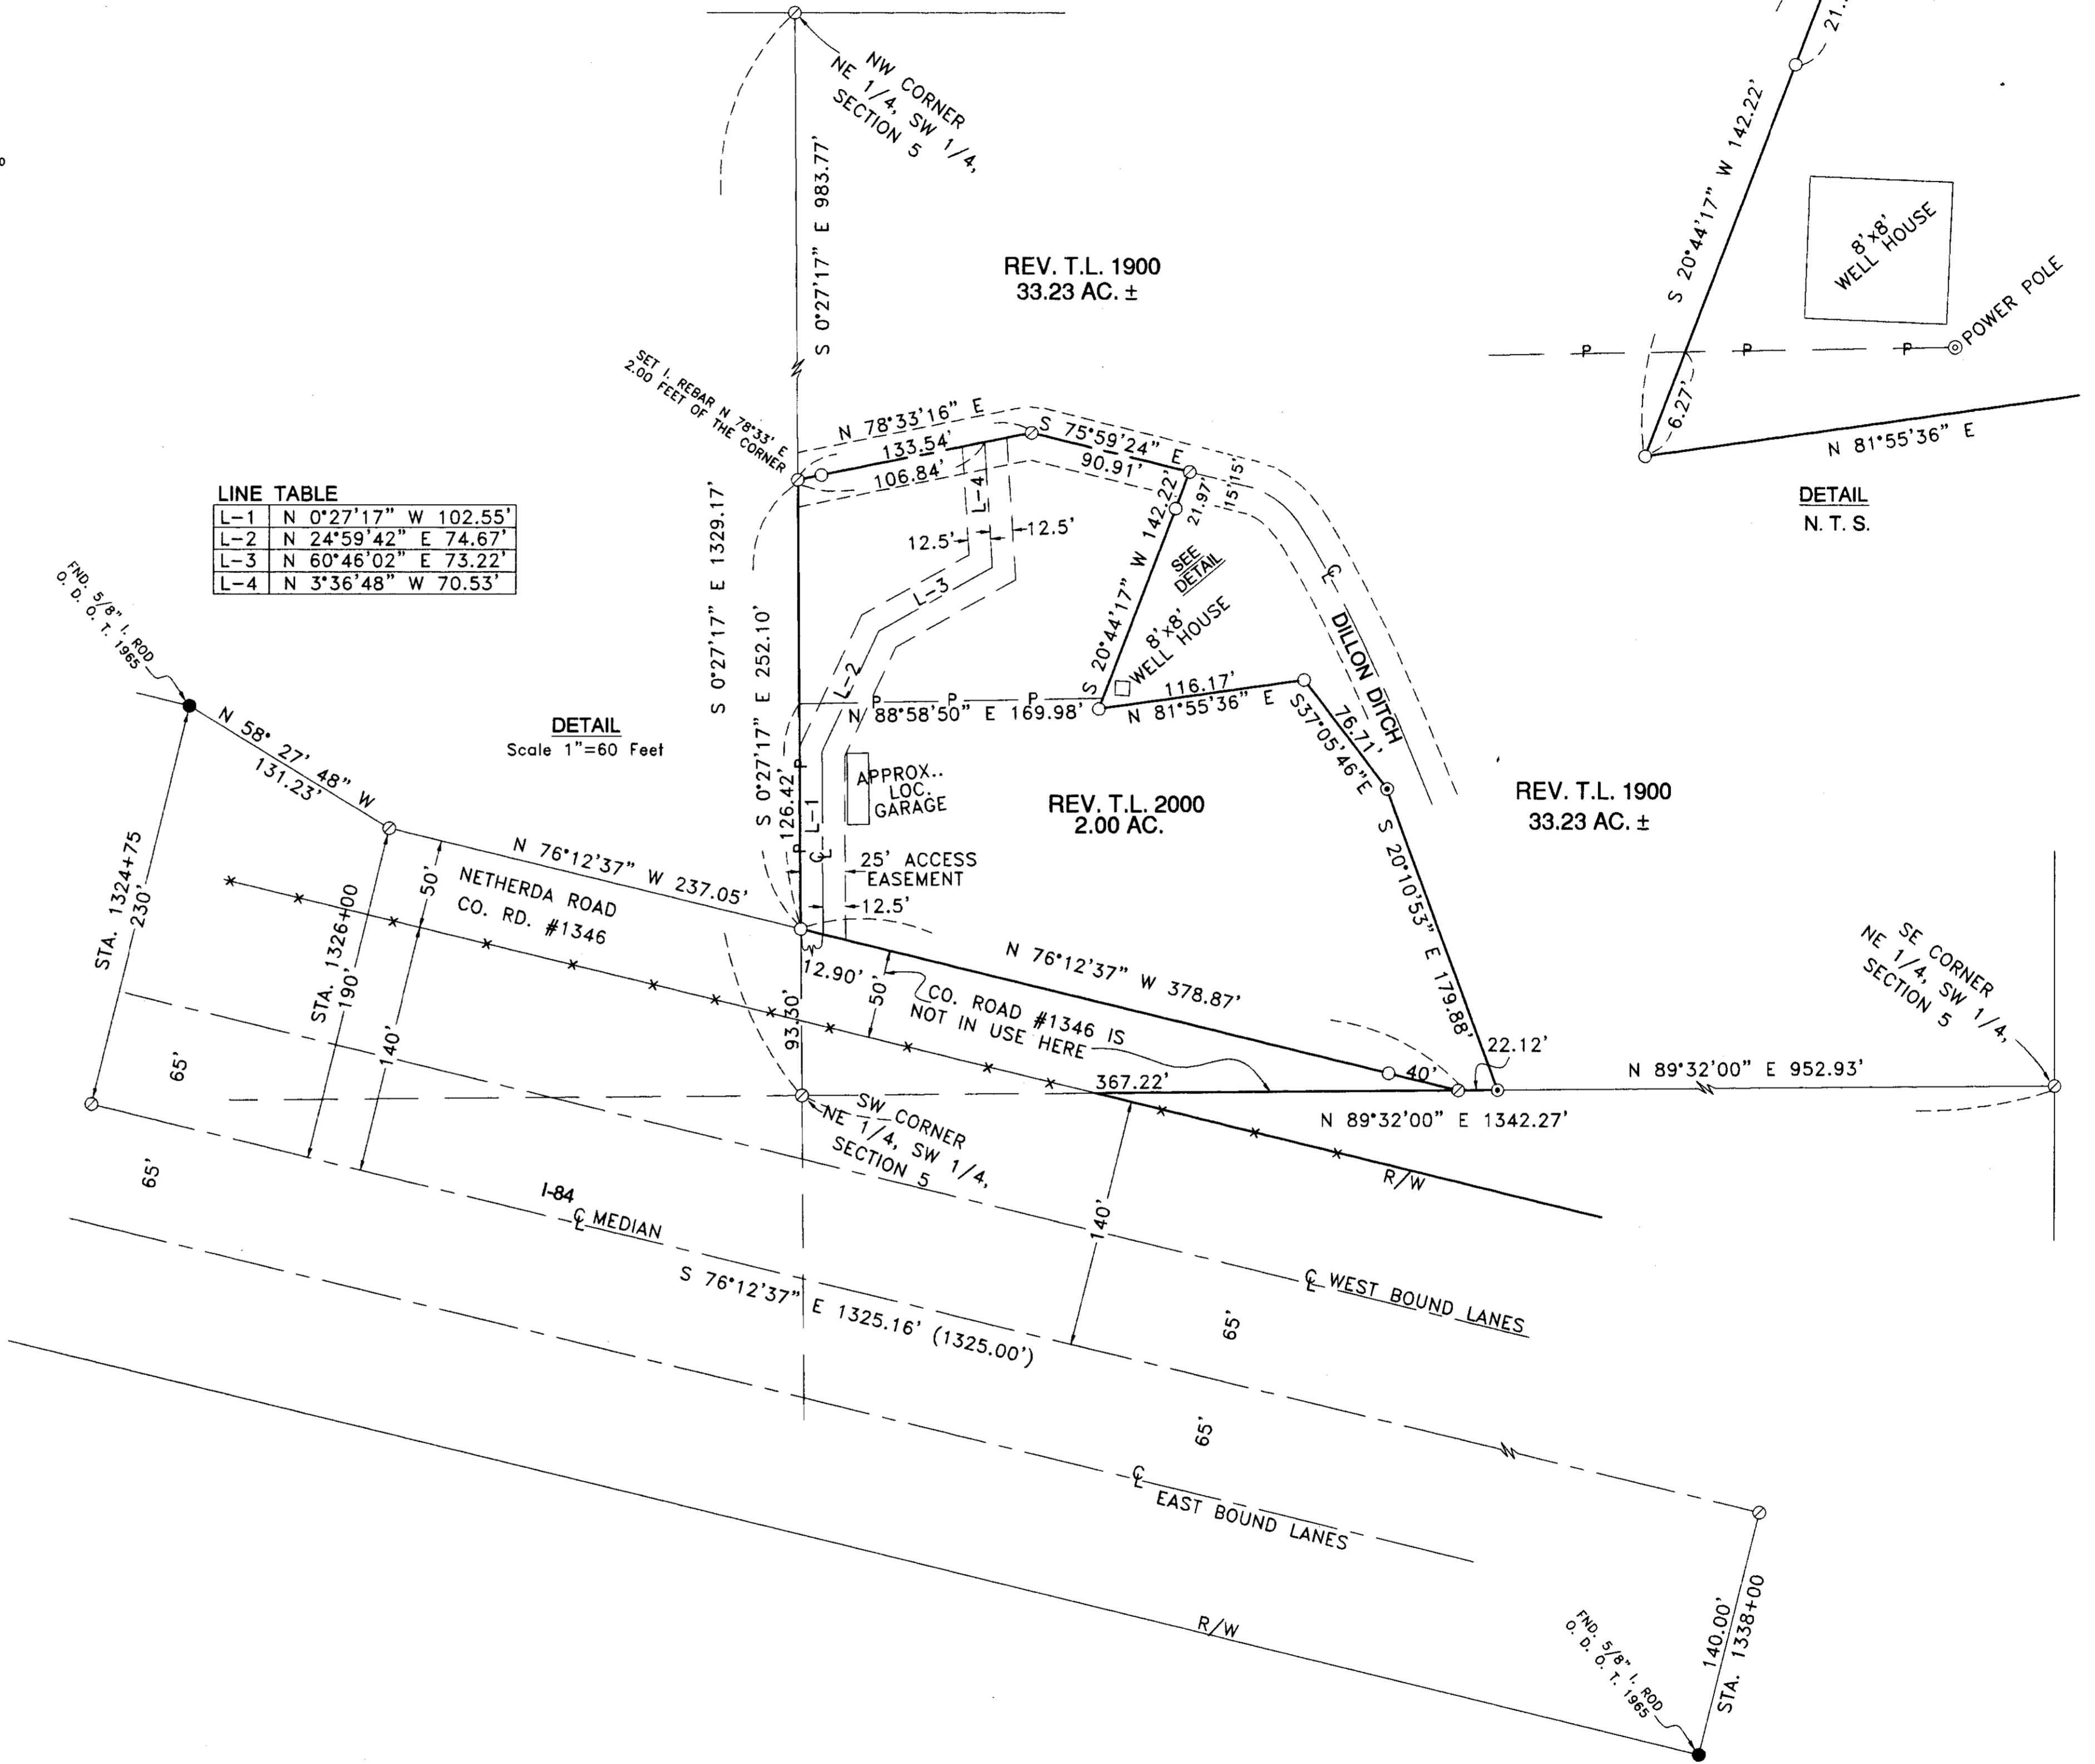 NW CORNER
NE 1/4, SW 1/4,
SECTION 5
S 0°27'17" E 983.77'
REV. T.L. 1900
33.23 AC. ±
S 20°44'17" W 142.22'
8'x8'
WELL HOUSE
POWER POLE
P
P
P
6.27'
N 81°55'36" E
DETAIL
N. T. S.
SET I. REBAR N 78°33' E
2.00 FEET OF THE CORNER
N 78°33'16" E
133.54'
106.84'
S 75°59'24" E
90.91'
15'
15'
21.97'
S 20°44'17" W 142.22'
L-4
12.5'
12.5'
L-3
L-2
SEE
DETAIL
8'x8'
WELL HOUSE
℄
DILLON DITCH
LINE TABLE
L-1 N 0°27'17" W 102.55'
L-2 N 24°59'42" E 74.67'
L-3 N 60°46'02" E 73.22'
L-4 N 3°36'48" W 70.53'
S 0°27'17" E 1329.17'
S 0°27'17" E 252.10'
126.42'
FND. 5/8" I. ROD
O. D. O. T. 1965
N 58° 27' 48" W
131.23'
DETAIL
Scale 1"=60 Feet
P
P
P
N 88°58'50" E 169.98'
116.17'
N 81°55'36" E
76.71'
S37°05'46"E
P
P
L-1
℄
APPROX..
LOC.
GARAGE
REV. T.L. 2000
2.00 AC.
REV. T.L. 1900
33.23 AC. ±
25' ACCESS
EASEMENT
12.5'
S 20°10'53" E 179.88'
STA. 1324+75
230'
STA. 1326+00
190'
50'
140'
N 76°12'37" W 237.05'
NETHERDA ROAD
CO. RD. #1346
12.90'
93.30'
50'
N 76°12'37" W 378.87'
CO. ROAD #1346 IS
NOT IN USE HERE
40'
22.12'
367.22'
N 89°32'00" E 952.93'
N 89°32'00" E 1342.27'
SE CORNER
NE 1/4, SW 1/4,
SECTION 5
SW CORNER
NE 1/4, SW 1/4,
SECTION 5
65'
65'
I-84
℄ MEDIAN
S 76°12'37" E 1325.16' (1325.00')
140'
R/W
℄ WEST BOUND LANES
65'
65'
℄
EAST BOUND LANES
R/W
FND. 5/8" I. ROD
O. D. O. T. 1965
140.00'
STA. 1338+00